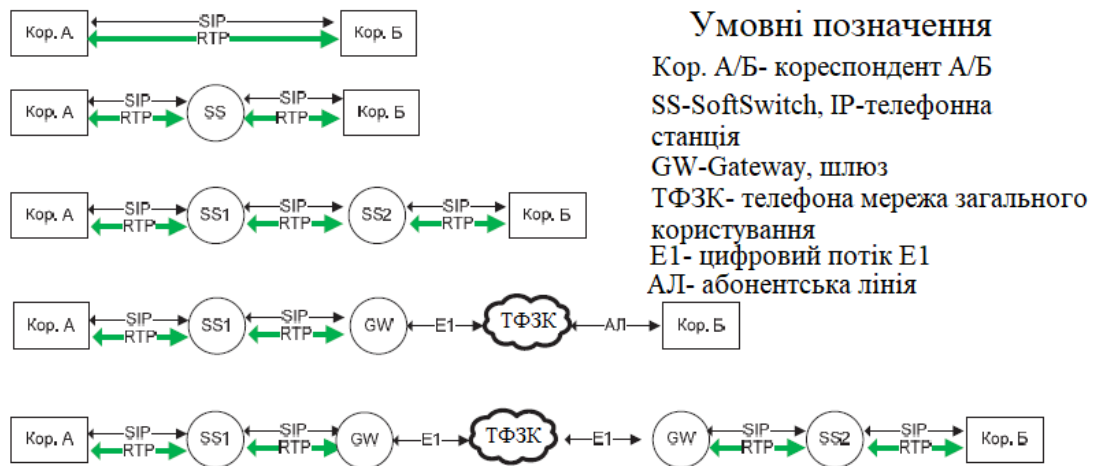 Умовні позначення
Кор. А/Б- кореспондент А/Б
SS-SoftSwitch, IP-телефонна
станція
GW-Gateway, шлюз
ТФЗК- телефона мережа загального
користування
Е1- цифровий потік Е1
АЛ- абонентська лінія
Кор. А SIP RTP Кор. Б
Кор. А SIP RTP SS SIP RTP Кор. Б
Кор. А SIP RTP SS1 SIP RTP SS2 SIP RTP Кор. Б
Кор. А SIP RTP SS1 SIP RTP GW E1 ТФЗК АЛ Кор. Б
Кор. А SIP RTP SS1 SIP RTP GW E1 ТФЗК E1 GW SIP RTP SS2 SIP RTP Кор. Б